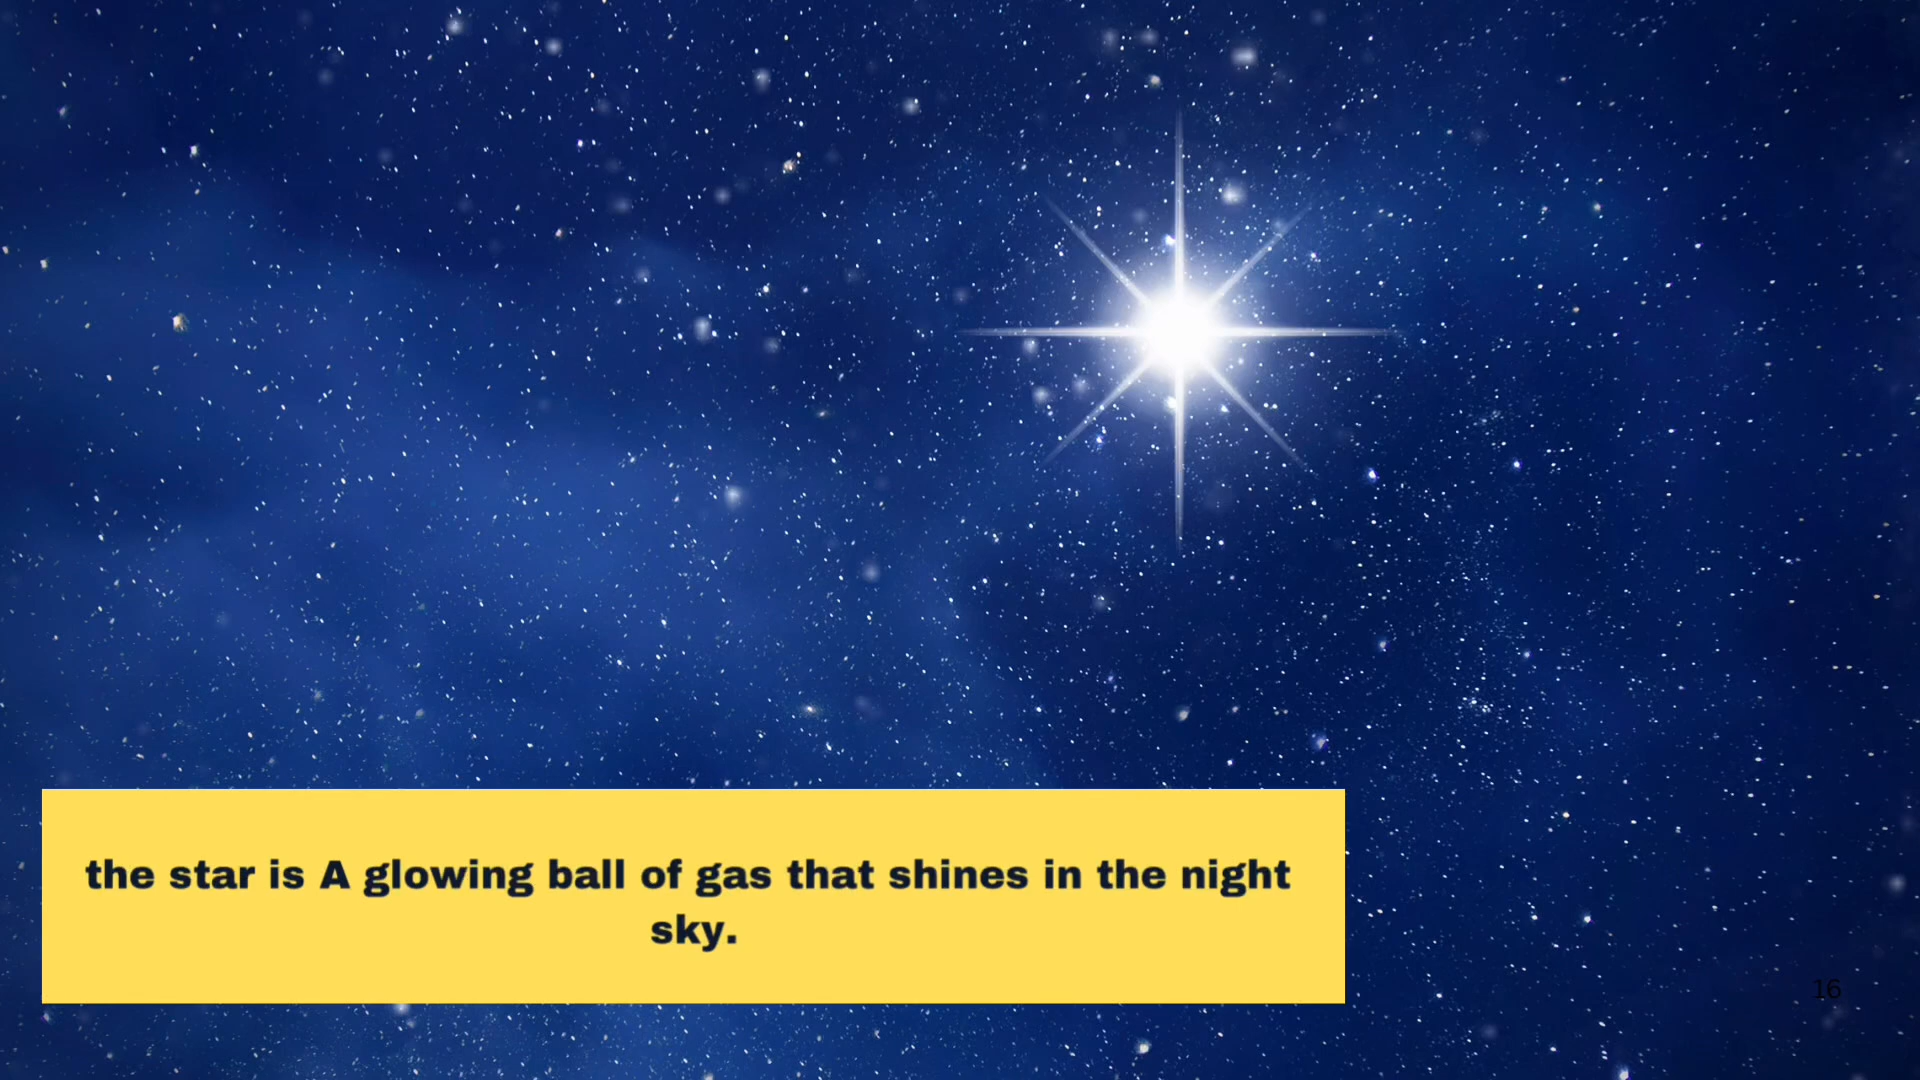 the star is A glowing ball of gas that shines in the night
sky.
16